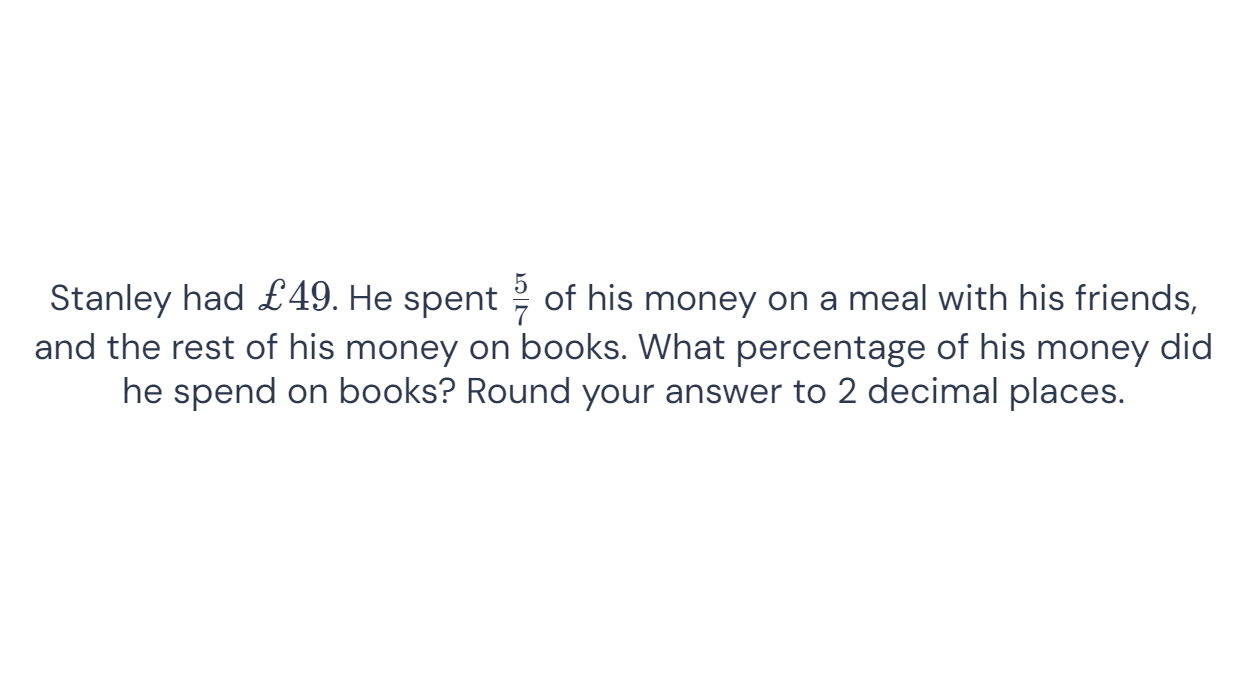 Stanley had £49. He spent 5/7 of his money on a meal with his friends,
and the rest of his money on books. What percentage of his money did
he spend on books? Round your answer to 2 decimal places.